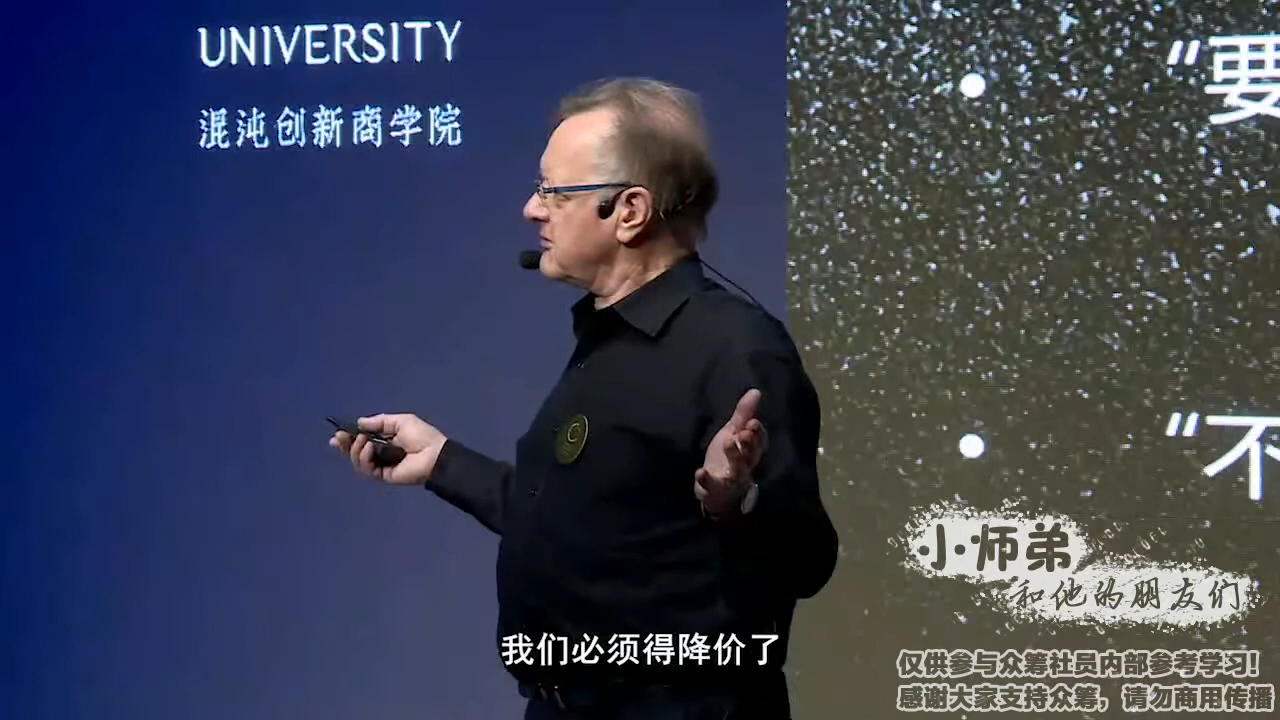 UNIVERSITY
混沌创新商学院
“要
“不
小师弟
和他的朋友们
我们必须得降价了
仅供参与众筹社员内部参考学习!
感谢大家支持众筹,请勿商用传播